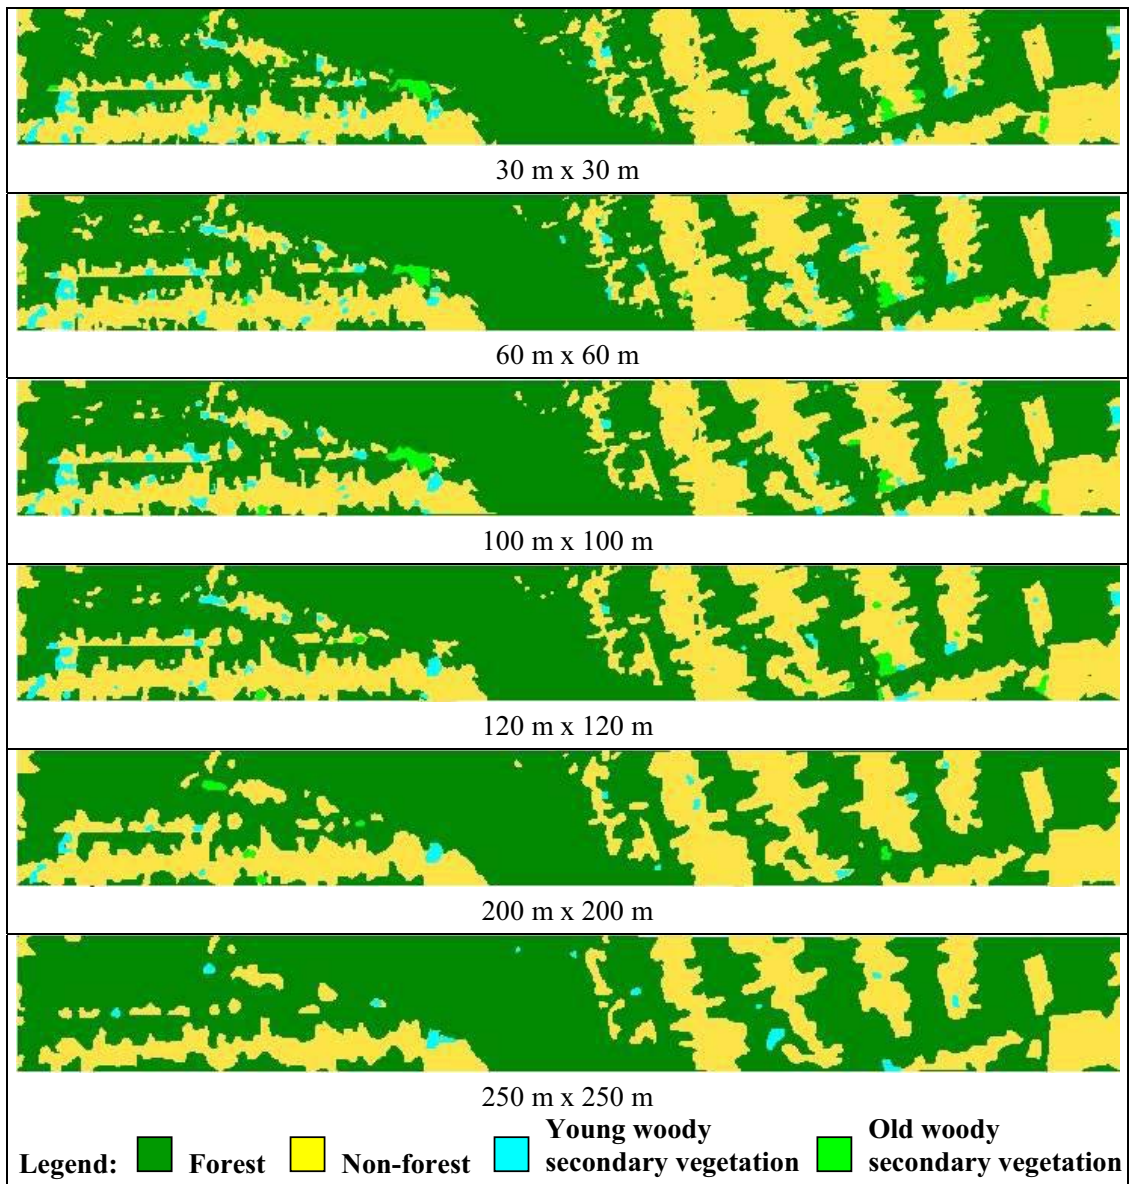 30 m x 30 m
60 m x 60 m
100 m x 100 m
120 m x 120 m
200 m x 200 m
250 m x 250 m
Legend: Forest Non-forest Young woody secondary vegetation Old woody secondary vegetation